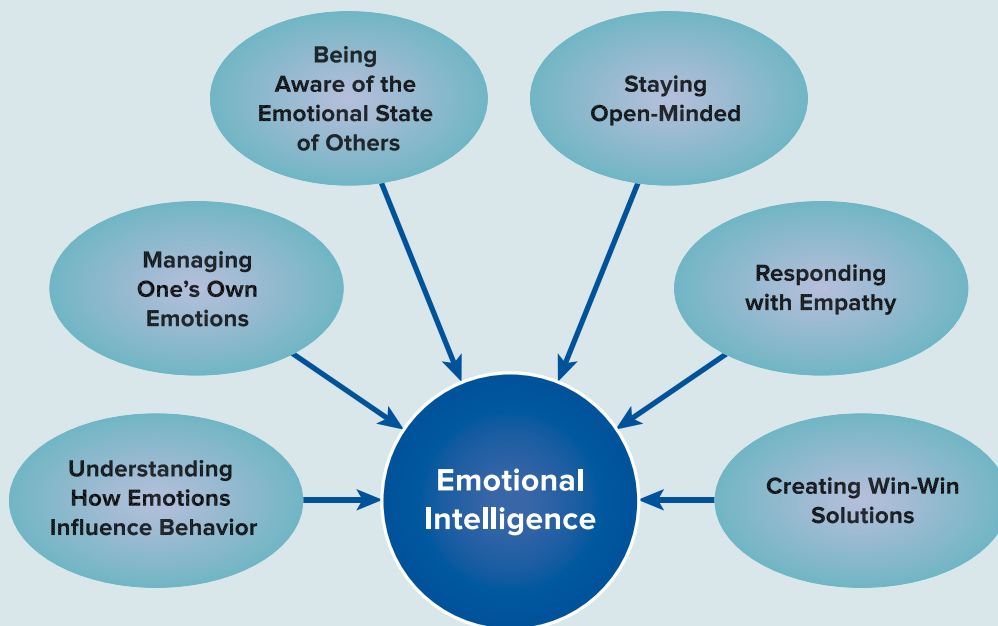 Being
Aware of the
Emotional State
of Others
Staying
Open-Minded
Managing
One’s Own
Emotions
Responding
with Empathy
Understanding
How Emotions
Influence Behavior
Emotional
Intelligence
Creating Win-Win
Solutions